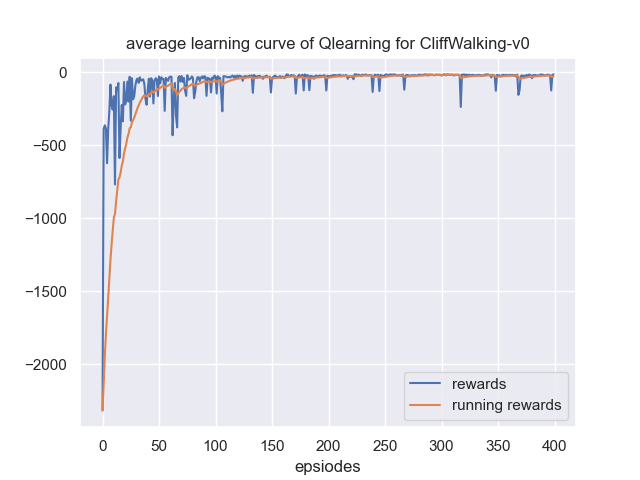 average learning curve of Qlearning for CliffWalking-v0
0
−500
−1000
−1500
−2000
0 50 100 150 200 250 300 350 400
epsiodes
rewards
running rewards